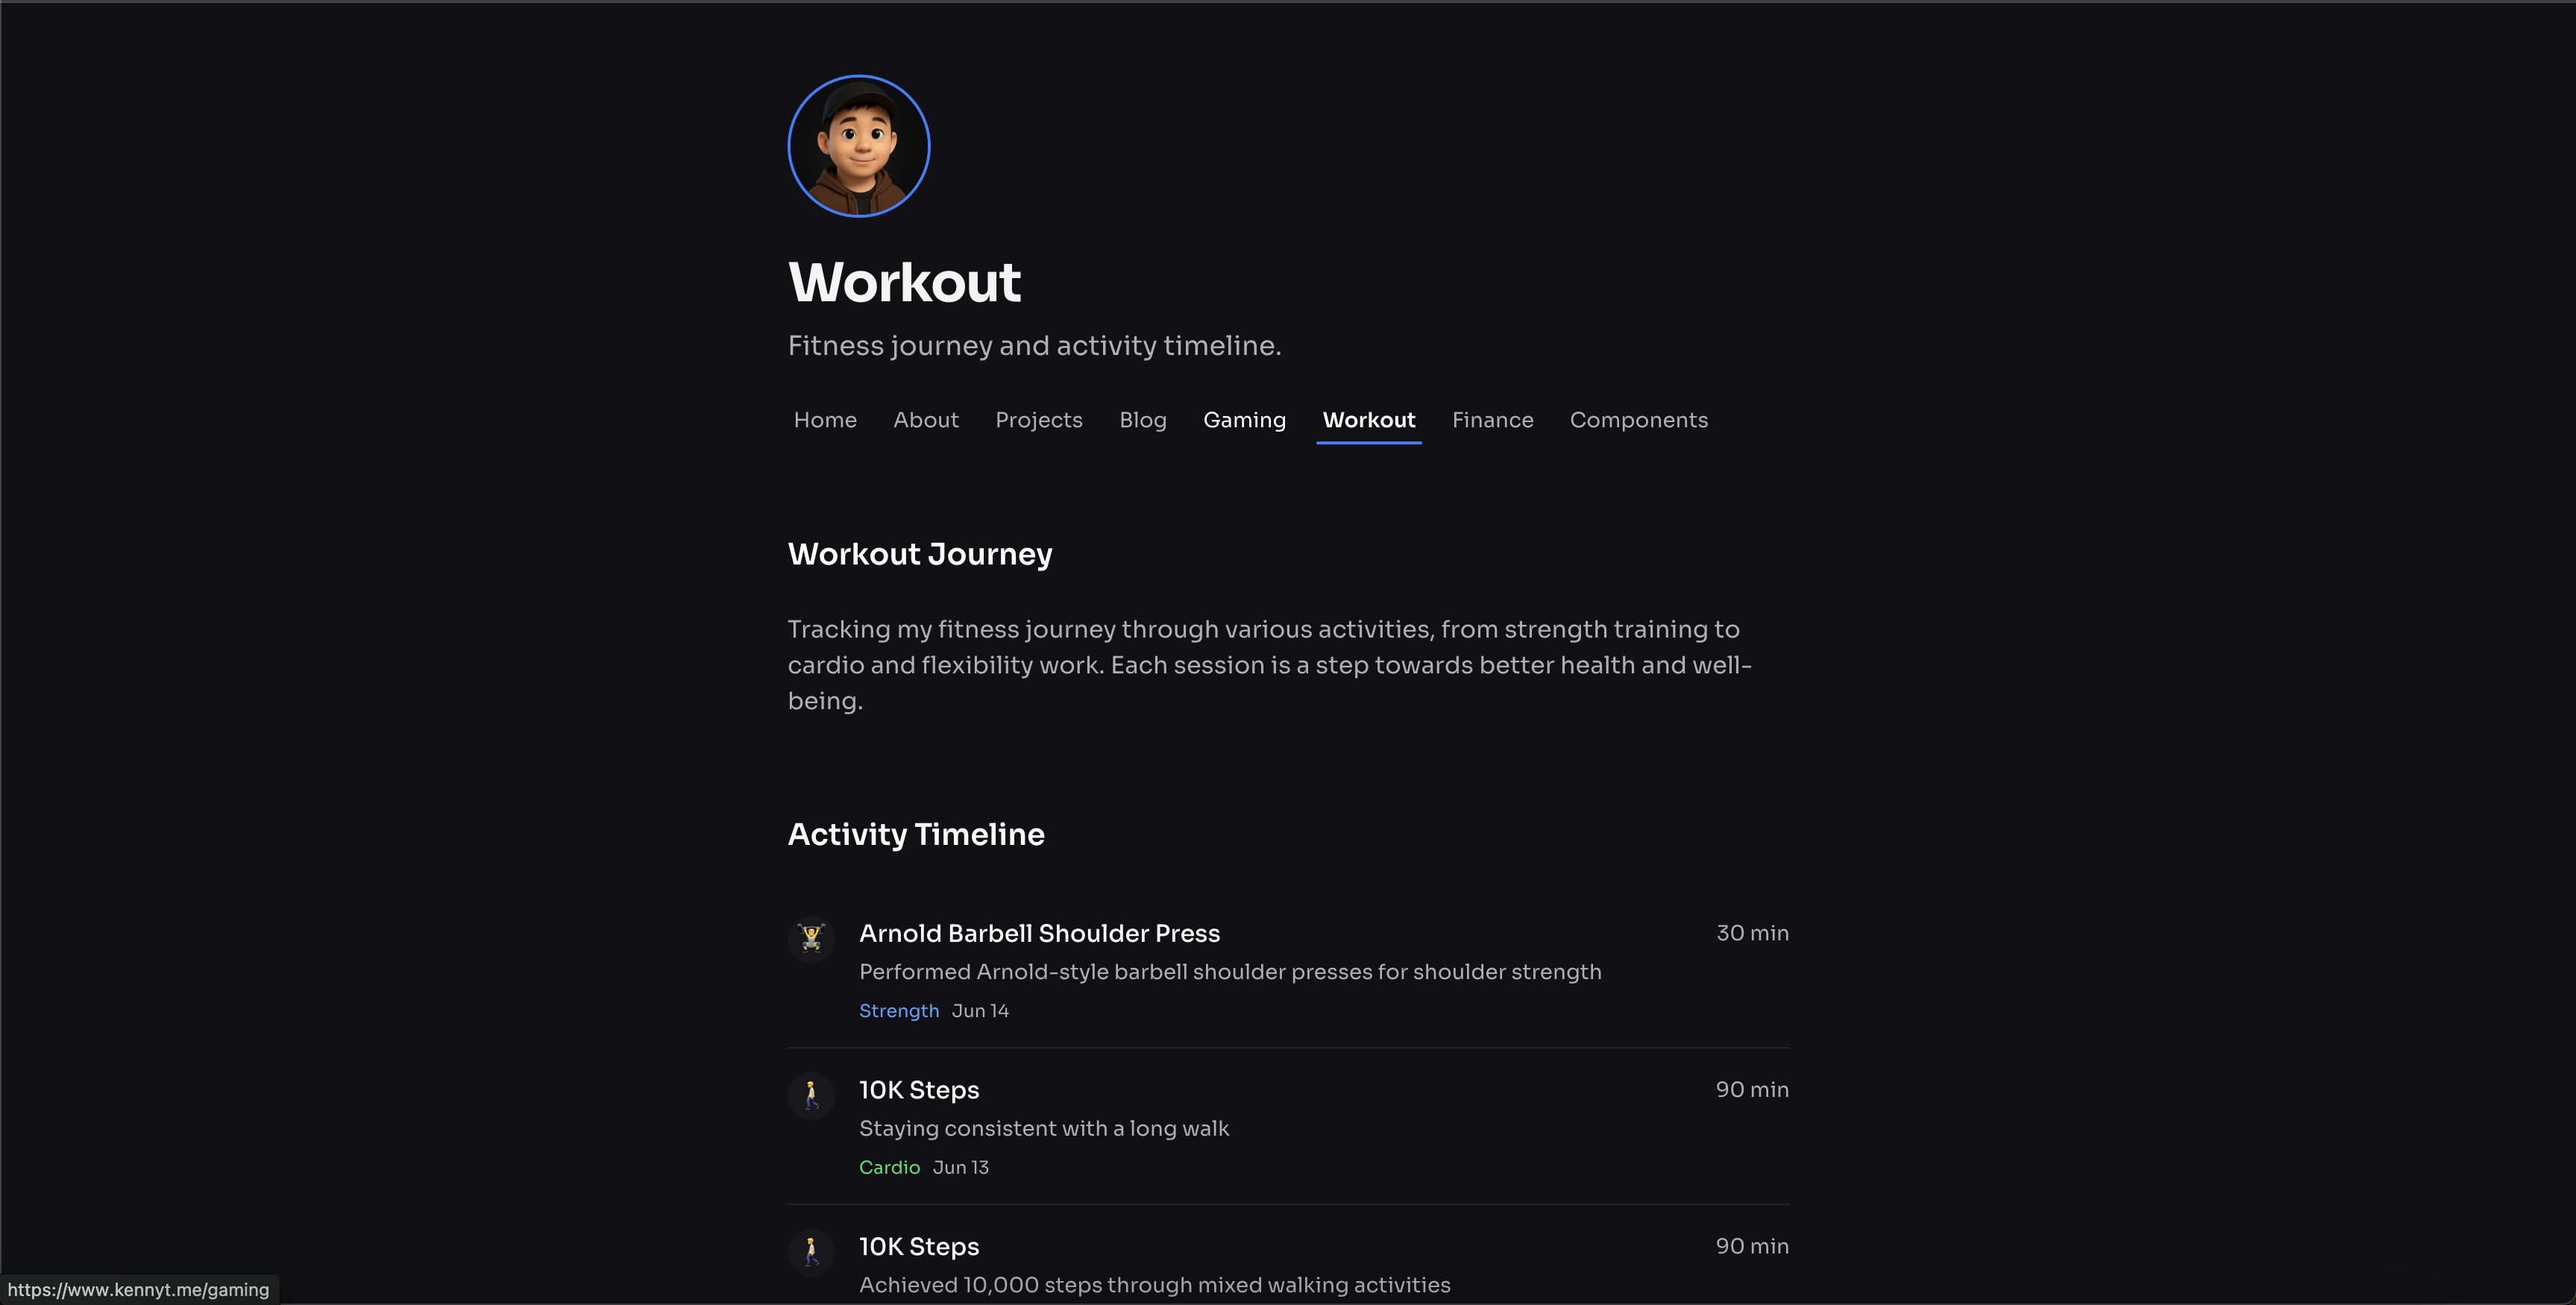 Workout
Fitness journey and activity timeline.
Home About Projects Blog Gaming Workout Finance Components
Workout Journey
Tracking my fitness journey through various activities, from strength training to
cardio and flexibility work. Each session is a step towards better health and well-
being.
Activity Timeline
Arnold Barbell Shoulder Press 30 min
Performed Arnold-style barbell shoulder presses for shoulder strength
Strength Jun 14
10K Steps 90 min
Staying consistent with a long walk
Cardio Jun 13
10K Steps 90 min
Achieved 10,000 steps through mixed walking activities
https://www.kennyt.me/gaming